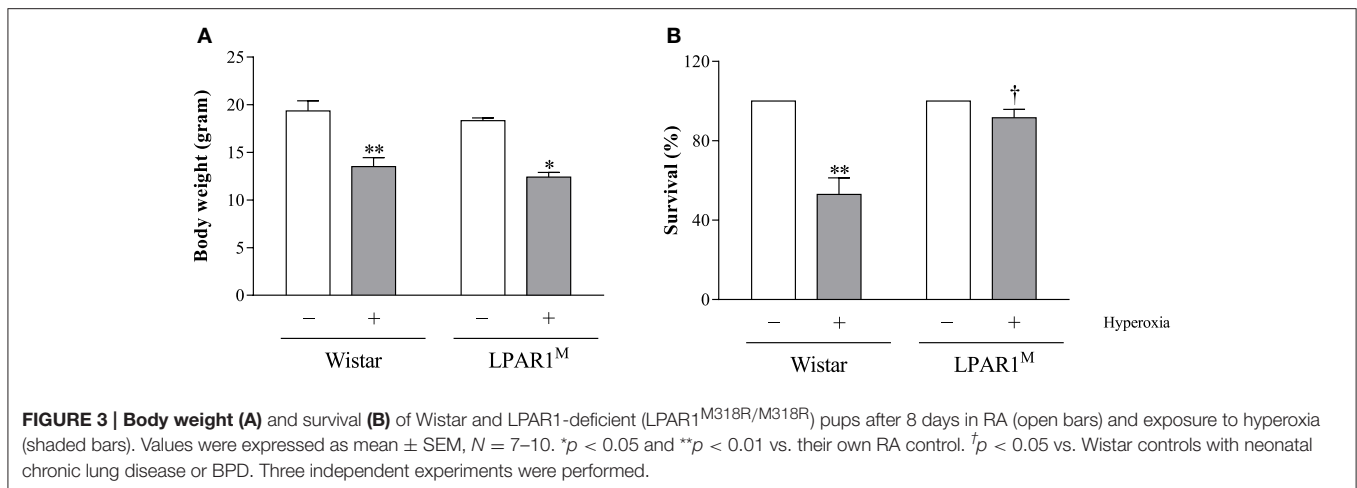 A
B
25
20
15
10
5
0
Body weight (gram)
**
*
− + − +
Wistar LPAR1^M
120
80
40
0
Survival (%)
**
†
− + − + Hyperoxia
Wistar LPAR1^M
FIGURE 3 | Body weight (A) and survival (B) of Wistar and LPAR1-deficient (LPAR1^M318R/M318R) pups after 8 days in RA (open bars) and exposure to hyperoxia
(shaded bars). Values were expressed as mean ± SEM, N = 7–10. *p < 0.05 and **p < 0.01 vs. their own RA control. †p < 0.05 vs. Wistar controls with neonatal
chronic lung disease or BPD. Three independent experiments were performed.